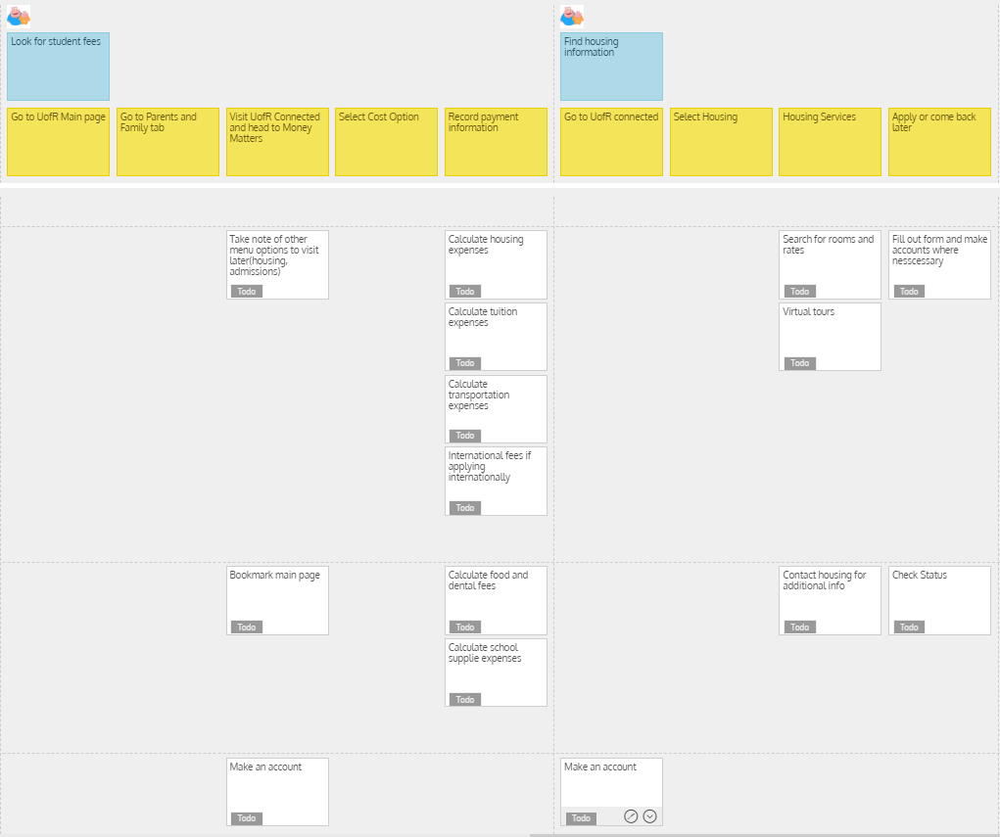 Look for student fees
Find housing
information
Go to UofR Main page
Go to Parents and
Family tab
Visit UofR Connected
and head to Money
Matters
Select Cost Option
Record payment
information
Go to UofR connected
Select Housing
Housing Services
Apply or come back
later
Take note of other
menu options to visit
later(housing,
admissions)
Todo
Calculate housing
expenses
Todo
Search for rooms and
rates
Todo
Fill out form and make
accounts where
nesscessary
Todo
Calculate tuition
expenses
Todo
Virtual tours
Todo
Calculate
transportation
expenses
Todo
International fees if
applying
internationally
Todo
Bookmark main page
Todo
Calculate food and
dental fees
Todo
Contact housing for
additional info
Todo
Check Status
Todo
Calculate school
supplie expenses
Todo
Make an account
Todo
Make an account
Todo